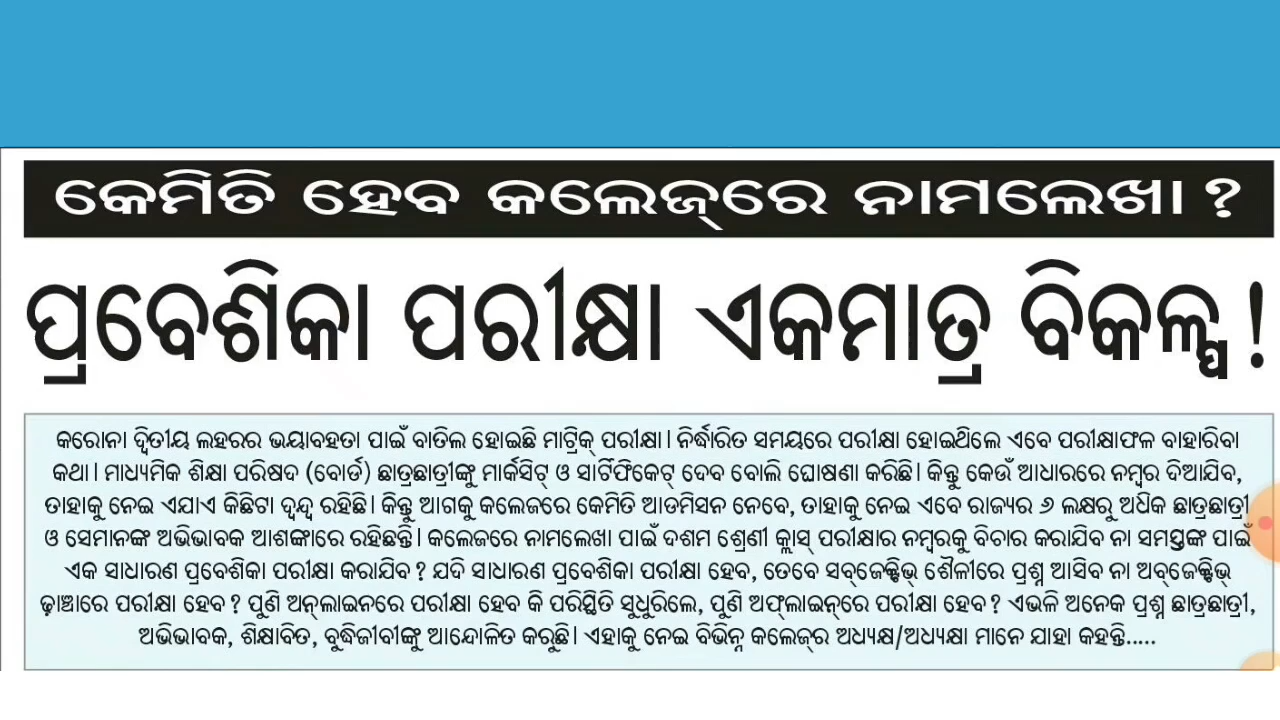 କେମିତି ହେବ କଲେଜ୍‌ରେ ନାମଲେଖା ?
ପ୍ରବେଶିକା ପରୀକ୍ଷା ଏକମାତ୍ର ବିକଳ୍ପ !
କରୋନା ଦ୍ୱିତୀୟ ଲହରର ଭୟାବହତା ପାଇଁ ବାତିଲ ହୋଇଛି ମାଟ୍ରିକ୍ ପରୀକ୍ଷା । ନିର୍ଦ୍ଧାରିତ ସମୟରେ ପରୀକ୍ଷା ହୋଇଥିଲେ ଏବେ ପରୀକ୍ଷାଫଳ ବାହାରିବା
କଥା । ମାଧ୍ୟମିକ ଶିକ୍ଷା ପରିଷଦ (ବୋର୍ଡ) ଛାତ୍ରଛାତ୍ରୀଙ୍କୁ ମାର୍କସିଟ୍ ଓ ସାର୍ଟିଫିକେଟ୍ ଦେବ ବୋଲି ଘୋଷଣା କରିଛି । କିନ୍ତୁ କେଉଁ ଆଧାରରେ ନମ୍ବର ଦିଆଯିବ,
ତାହାକୁ ନେଇ ଏଯାଏ କିଛିଟା ଦ୍ୱନ୍ଦ୍ୱ ରହିଛି । କିନ୍ତୁ ଆଗକୁ କଲେଜରେ କେମିତି ଆଡମିସନ ନେବେ, ତାହାକୁ ନେଇ ଏବେ ରାଜ୍ୟର ୬ ଲକ୍ଷରୁ ଅଧିକ ଛାତ୍ରଛାତ୍ରୀ
ଓ ସେମାନଙ୍କ ଅଭିଭାବକ ଆଶଙ୍କାରେ ରହିଛନ୍ତି । କଲେଜରେ ନାମଲେଖା ପାଇଁ ଦଶମ ଶ୍ରେଣୀ କ୍ଲାସ୍ ପରୀକ୍ଷାର ନମ୍ବରକୁ ବିଚାର କରାଯିବ ନା ସମସ୍ତଙ୍କ ପାଇଁ
ଏକ ସାଧାରଣ ପ୍ରବେଶିକା ପରୀକ୍ଷା କରାଯିବ ? ଯଦି ସାଧାରଣ ପ୍ରବେଶିକା ପରୀକ୍ଷା ହେବ, ତେବେ ସବ୍‌ଜେକ୍ଟିଭ୍ ଶୈଳୀରେ ପ୍ରଶ୍ନ ଆସିବ ନା ଅବ୍‌ଜେକ୍ଟିଭ୍
ଢ଼ାଞ୍ଚାରେ ପରୀକ୍ଷା ହେବ ? ପୁଣି ଅନ୍‌ଲାଇନରେ ପରୀକ୍ଷା ହେବ କି ପରିସ୍ଥିତି ସୁଧୁରିଲେ, ପୁଣି ଅଫ୍‌ଲାଇନ୍‌ରେ ପରୀକ୍ଷା ହେବ ? ଏଭଳି ଅନେକ ପ୍ରଶ୍ନ ଛାତ୍ରଛାତ୍ରୀ,
ଅଭିଭାବକ, ଶିକ୍ଷାବିତ, ବୁଦ୍ଧିଜୀବୀଙ୍କୁ ଆନ୍ଦୋଳିତ କରୁଛି । ଏହାକୁ ନେଇ ବିଭିନ୍ନ କଲେଜ୍‌ର ଅଧ୍ୟକ୍ଷ/ଅଧ୍ୟକ୍ଷା ମାନେ ଯାହା କହନ୍ତି.....